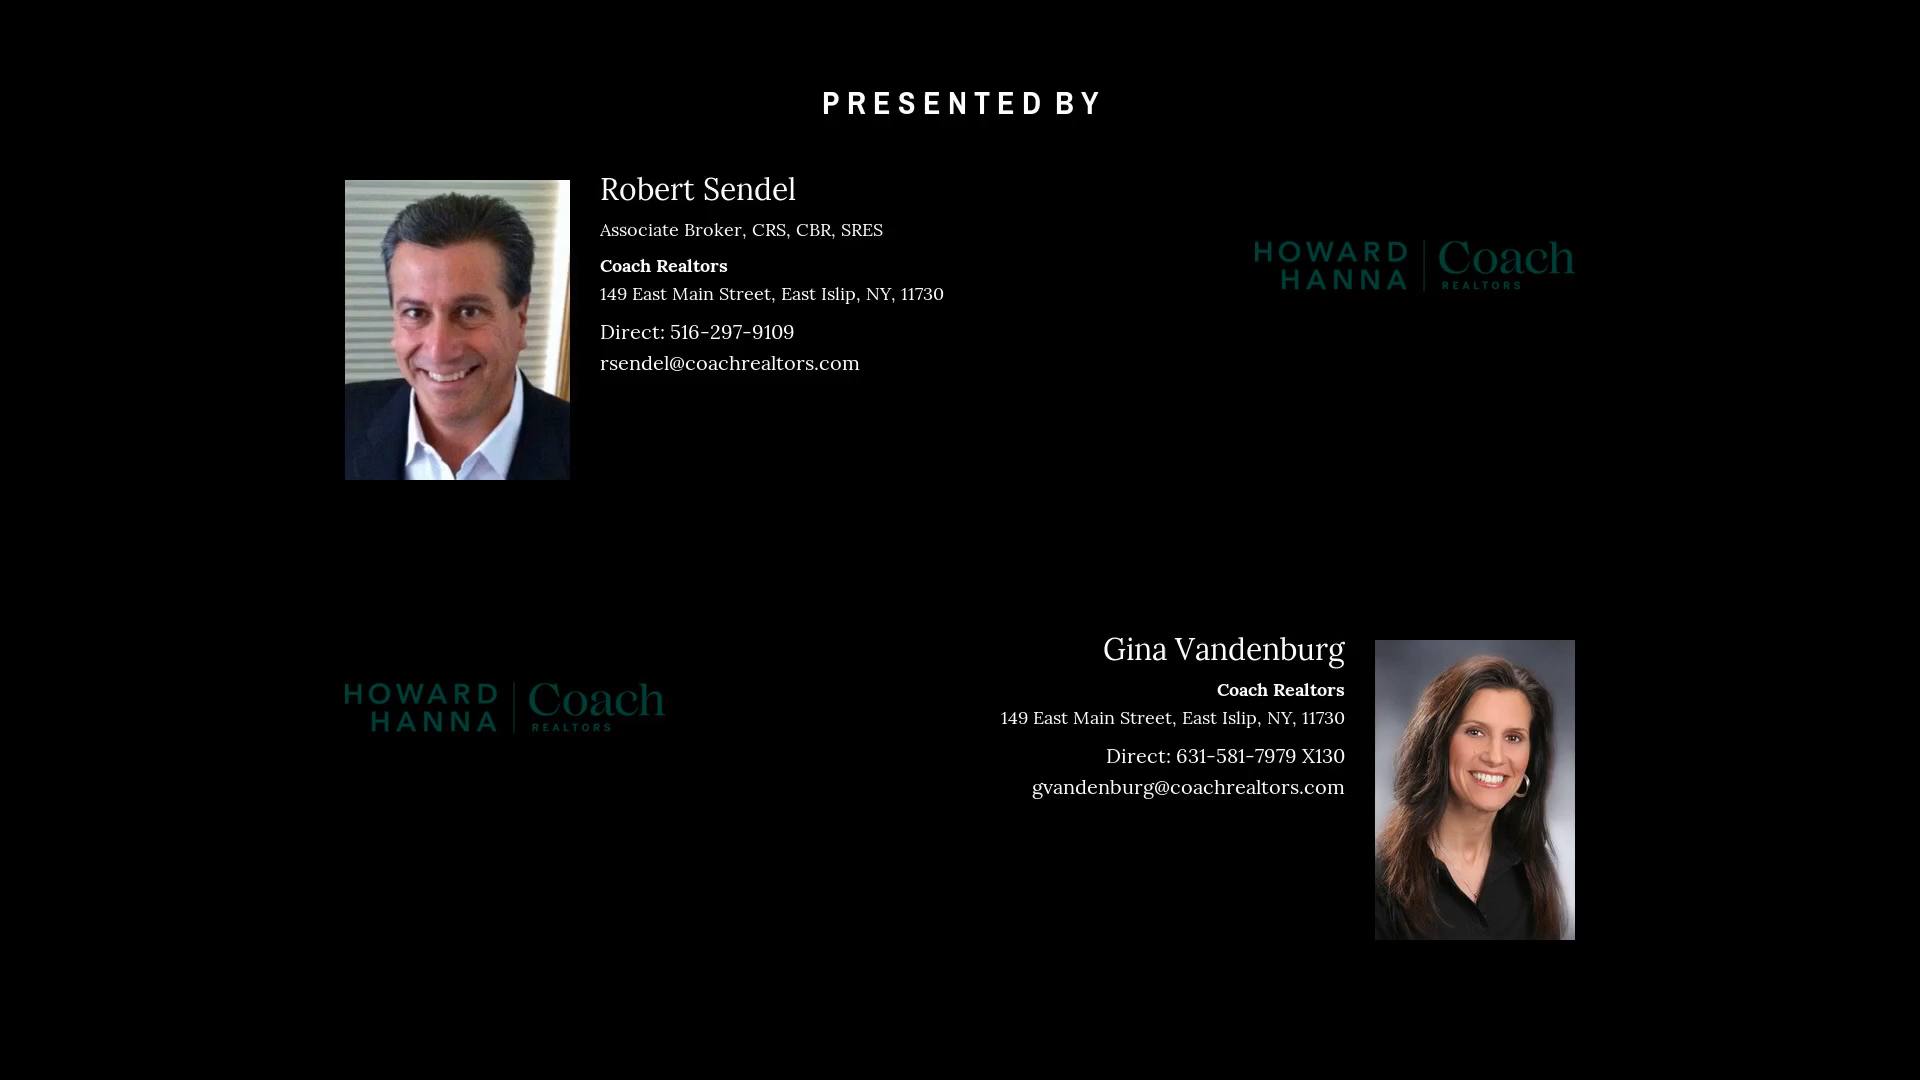 PRESENTED BY
Robert Sendel
Associate Broker, CRS, CBR, SRES
Coach Realtors
149 East Main Street, East Islip, NY, 11730
Direct: 516-297-9109
rsendel@coachrealtors.com
HOWARD HANNA
Coach
REALTORS
HOWARD HANNA
Coach
REALTORS
Gina Vandenburg
Coach Realtors
149 East Main Street, East Islip, NY, 11730
Direct: 631-581-7979 X130
gvandenburg@coachrealtors.com